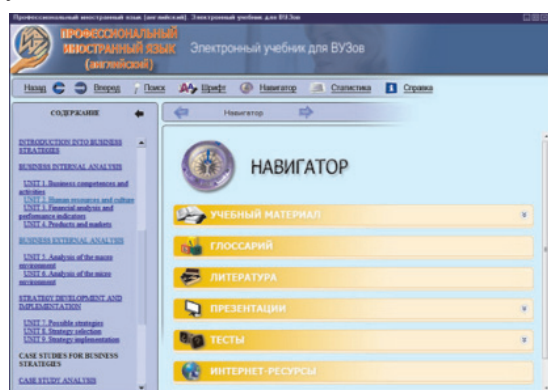 Профессиональный иностранный язык (английский). Электронный учебник для ВУЗов
ПРОФЕССИОНАЛЬНЫЙ
ИНОСТРАННЫЙ ЯЗЫК
(английский)
Электронный учебник для ВУЗов
Назад Вперед Поиск Шрифт Навигатор Статистика Справка
СОДЕРЖАНИЕ
Навигатор
INTRODUCTION INTO BUSINESS
STRATEGIES
BUSINESS INTERNAL ANALYSIS
UNIT 1. Business competences and
activities
UNIT 2. Human resources and culture
UNIT 3. Financial analysis and
perfomance indicators
UNIT 4. Products and markets
BUSINESS EXTERNAL ANALYSIS
UNIT 5. Analysis of the macro
environment
UNIT 6. Analysis of the micro
environment
STRATEGY DEVELOPMENT AND
IMPLEMENTATION
UNIT 7. Possible strategies
UNIT 8. Strategy selection
UNIT 9. Strategy implementation
CASE STUDIES FOR BUSINESS
STRATEGIES
CASE STUDY ANALYSIS
НАВИГАТОР
УЧЕБНЫЙ МАТЕРИАЛ
ГЛОССАРИЙ
ЛИТЕРАТУРА
ПРЕЗЕНТАЦИИ
ТЕСТЫ
ИНТЕРНЕТ-РЕСУРСЫ